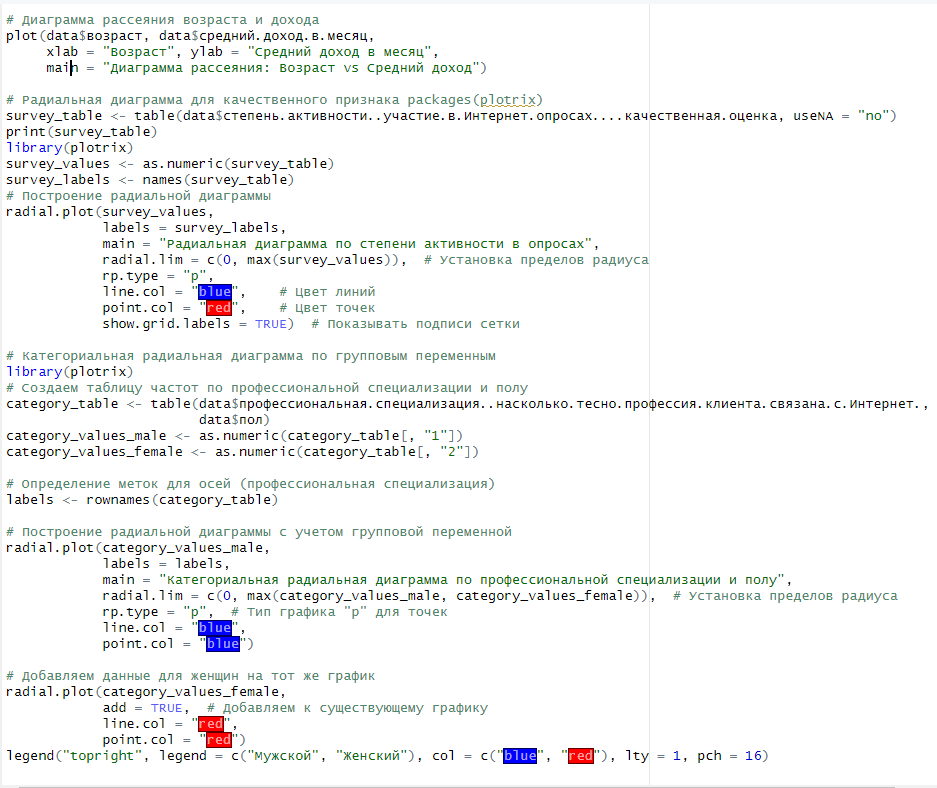 # Диаграмма рассеяния возраста и дохода
plot(data$возраст, data$средний.доход.в.месяц,
     xlab = "Возраст", ylab = "Средний доход в месяц",
     main = "Диаграмма рассеяния: Возраст vs Средний доход")

# Радиальная диаграмма для качественного признака packages(plotrix)
survey_table <- table(data$степень.активности..участие.в.Интернет.опросах....качественная.оценка, useNA = "no")
print(survey_table)
library(plotrix)
survey_values <- as.numeric(survey_table)
survey_labels <- names(survey_table)
# Построение радиальной диаграммы
radial.plot(survey_values,
            labels = survey_labels,
            main = "Радиальная диаграмма по степени активности в опросах",
            radial.lim = c(0, max(survey_values)),  # Установка пределов радиуса
            rp.type = "p",
            line.col = "blue",    # Цвет линий
            point.col = "red",    # Цвет точек
            show.grid.labels = TRUE)  # Показывать подписи сетки

# Категориальная радиальная диаграмма по групповым переменным
library(plotrix)
# Создаем таблицу частот по профессиональной специализации и полу
category_table <- table(data$профессиональная.специализация..насколько.тесно.профессия.клиента.связана.с.Интернет.,
                        data$пол)
category_values_male <- as.numeric(category_table[, "1"])
category_values_female <- as.numeric(category_table[, "2"])

# Определение меток для осей (профессиональная специализация)
labels <- rownames(category_table)

# Построение радиальной диаграммы с учетом групповой переменной
radial.plot(category_values_male,
            labels = labels,
            main = "Категориальная радиальная диаграмма по профессиональной специализации и полу",
            radial.lim = c(0, max(category_values_male, category_values_female)),  # Установка пределов радиуса
            rp.type = "p",  # Тип графика "p" для точек
            line.col = "blue",
            point.col = "blue")

# Добавляем данные для женщин на тот же график
radial.plot(category_values_female,
            add = TRUE,  # Добавляем к существующему графику
            line.col = "red",
            point.col = "red")
legend("topright", legend = c("Мужской", "Женский"), col = c("blue", "red"), lty = 1, pch = 16)